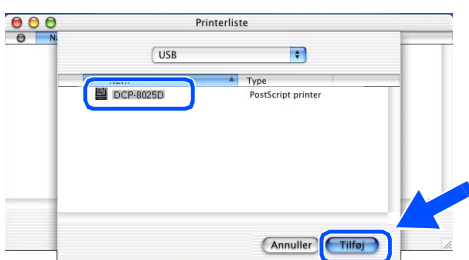 Printerliste
USB
Type
DCP-8025D PostScript printer
Annuller Tilføj